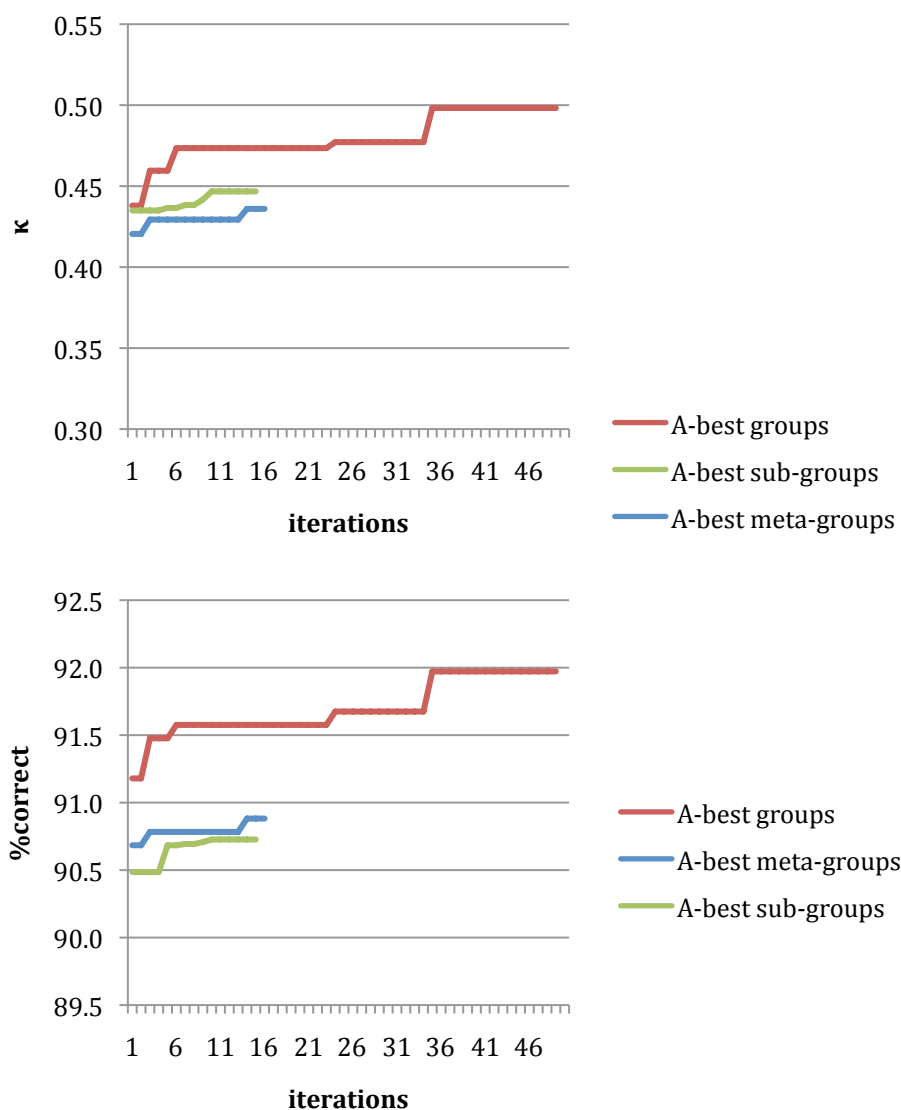 0.55
0.50
0.45
0.40
0.35
0.30
κ
1 6 11 16 21 26 31 36 41 46
iterations
A-best groups
A-best sub-groups
A-best meta-groups
92.5
92.0
91.5
91.0
90.5
90.0
89.5
%correct
1 6 11 16 21 26 31 36 41 46
iterations
A-best groups
A-best meta-groups
A-best sub-groups